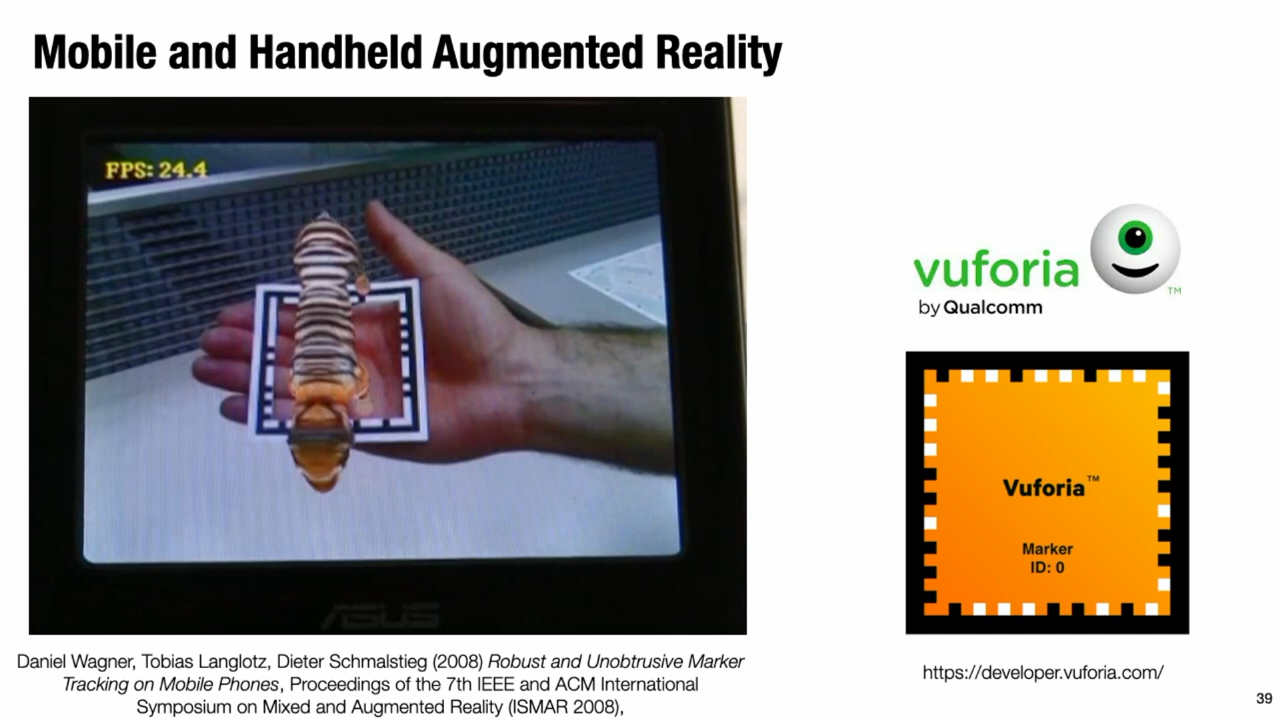 Mobile and Handheld Augmented Reality
FPS: 24.4
ASUS
Daniel Wagner, Tobias Langlotz, Dieter Schmalstieg (2008) Robust and Unobtrusive Marker
Tracking on Mobile Phones, Proceedings of the 7th IEEE and ACM International
Symposium on Mixed and Augmented Reality (ISMAR 2008),
vuforia
TM
by Qualcomm
Vuforia™
Marker
ID: 0
https://developer.vuforia.com/
39